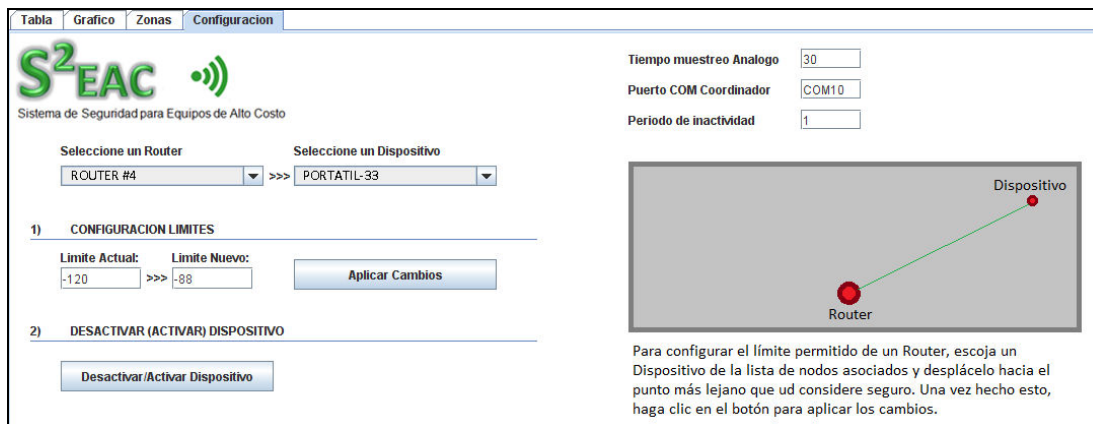 Tabla Grafico Zonas Configuracion
S²EAC
Sistema de Seguridad para Equipos de Alto Costo
Seleccione un Router Seleccione un Dispositivo
ROUTER #4 >>> PORTATIL-33
1) CONFIGURACION LIMITES
Limite Actual: Limite Nuevo:
-120 >>> -88 Aplicar Cambios
2) DESACTIVAR (ACTIVAR) DISPOSITIVO
Desactivar/Activar Dispositivo
Tiempo muestreo Analogo 30
Puerto COM Coordinador COM10
Periodo de inactividad 1
Dispositivo
Router
Para configurar el límite permitido de un Router, escoja un
Dispositivo de la lista de nodos asociados y desplácelo hacia el
punto más lejano que ud considere seguro. Una vez hecho esto,
haga clic en el botón para aplicar los cambios.